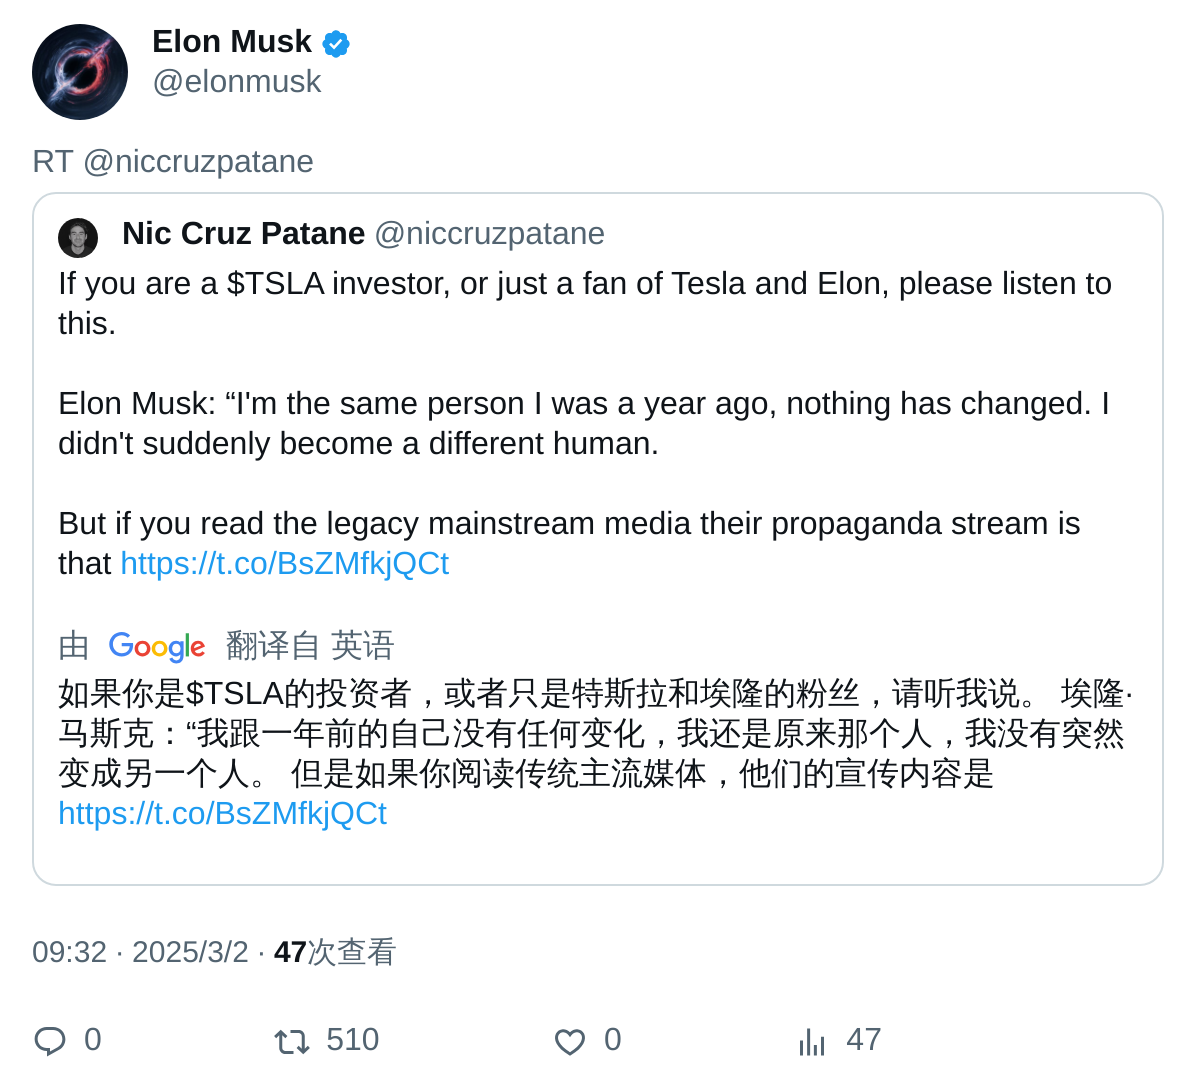 Elon Musk
@elonmusk
RT @niccruzpatane
Nic Cruz Patane @niccruzpatane
If you are a $TSLA investor, or just a fan of Tesla and Elon, please listen to
this.
Elon Musk: “I'm the same person I was a year ago, nothing has changed. I
didn't suddenly become a different human.
But if you read the legacy mainstream media their propaganda stream is
that https://t.co/BsZMfkjQCt
由 Google 翻译自 英语
如果你是$TSLA的投资者，或者只是特斯拉和埃隆的粉丝，请听我说。 埃隆·
马斯克：“我跟一年前的自己没有任何变化，我还是原来那个人，我没有突然
变成另一个人。 但是如果你阅读传统主流媒体，他们的宣传内容是
https://t.co/BsZMfkjQCt
09:32 · 2025/3/2 · 47次查看
0 510 0 47